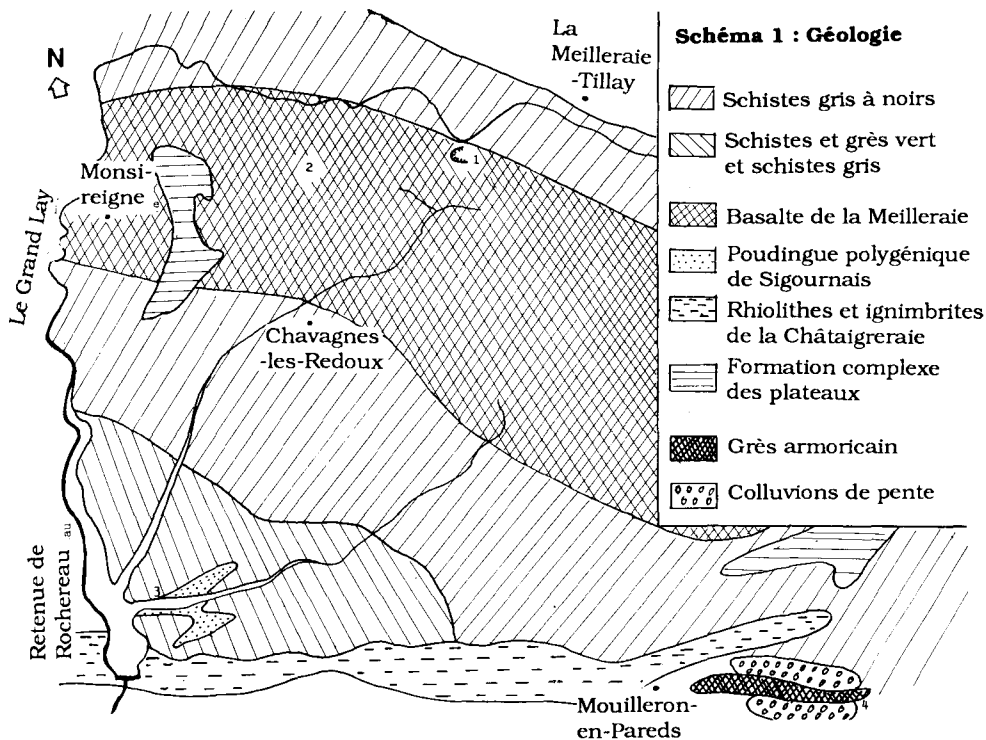 Schéma 1 : Géologie
N
La
Meilleraie
-Tillay
Schistes gris à noirs
Schistes et grès vert
et schistes gris
Basalte de la Meilleraie
Poudingue polygénique
de Sigournais
Rhiolithes et ignimbrites
de la Châtaigreraie
Formation complexe
des plateaux
Grès armoricain
Colluvions de pente
1
2
Monsi-
reigne
e
Le Grand Lay
Chavagnes
-les-Redoux
Retenue de
Rochereau au
3
Mouilleron-
en-Pareds
4